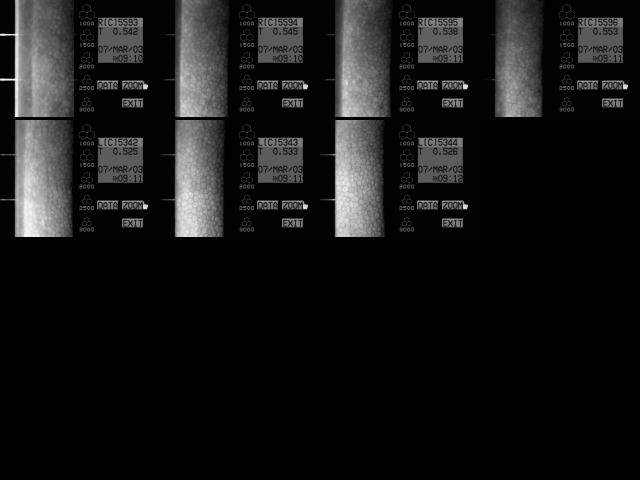 R[C]5593
T 0.542
07/MAR/03
09:10
1000
1500
2000
2500
3000
DATA ZOOM
EXIT
R[C]5594
T 0.545
07/MAR/03
09:10
1000
1500
2000
2500
3000
DATA ZOOM
EXIT
R[C]5595
T 0.538
07/MAR/03
09:11
1000
1500
2000
2500
3000
DATA ZOOM
EXIT
R[C]5596
T 0.553
07/MAR/03
09:11
1000
1500
2000
2500
3000
DATA ZOOM
EXIT
L[C]5342
T 0.525
07/MAR/03
09:11
1000
1500
2000
2500
3000
DATA ZOOM
EXIT
L[C]5343
T 0.533
07/MAR/03
09:11
1000
1500
2000
2500
3000
DATA ZOOM
EXIT
L[C]5344
T 0.526
07/MAR/03
09:12
1000
1500
2000
2500
3000
DATA ZOOM
EXIT